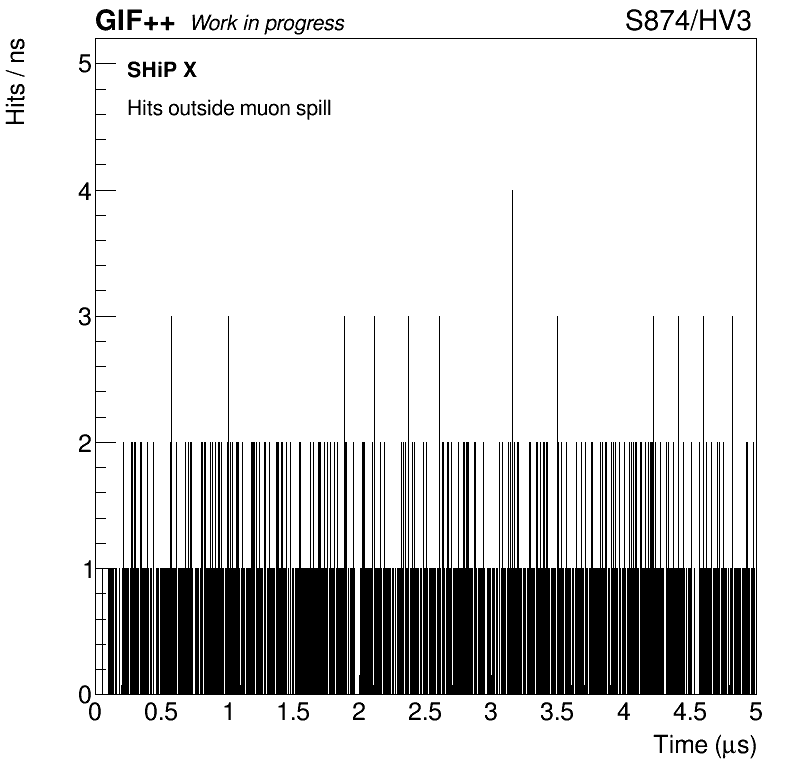 GIF++ Work in progress S874/HV3
Hits / ns
SHiP X
Hits outside muon spill
5
4
3
2
1
0
0 0.5 1 1.5 2 2.5 3 3.5 4 4.5 5
Time (μs)